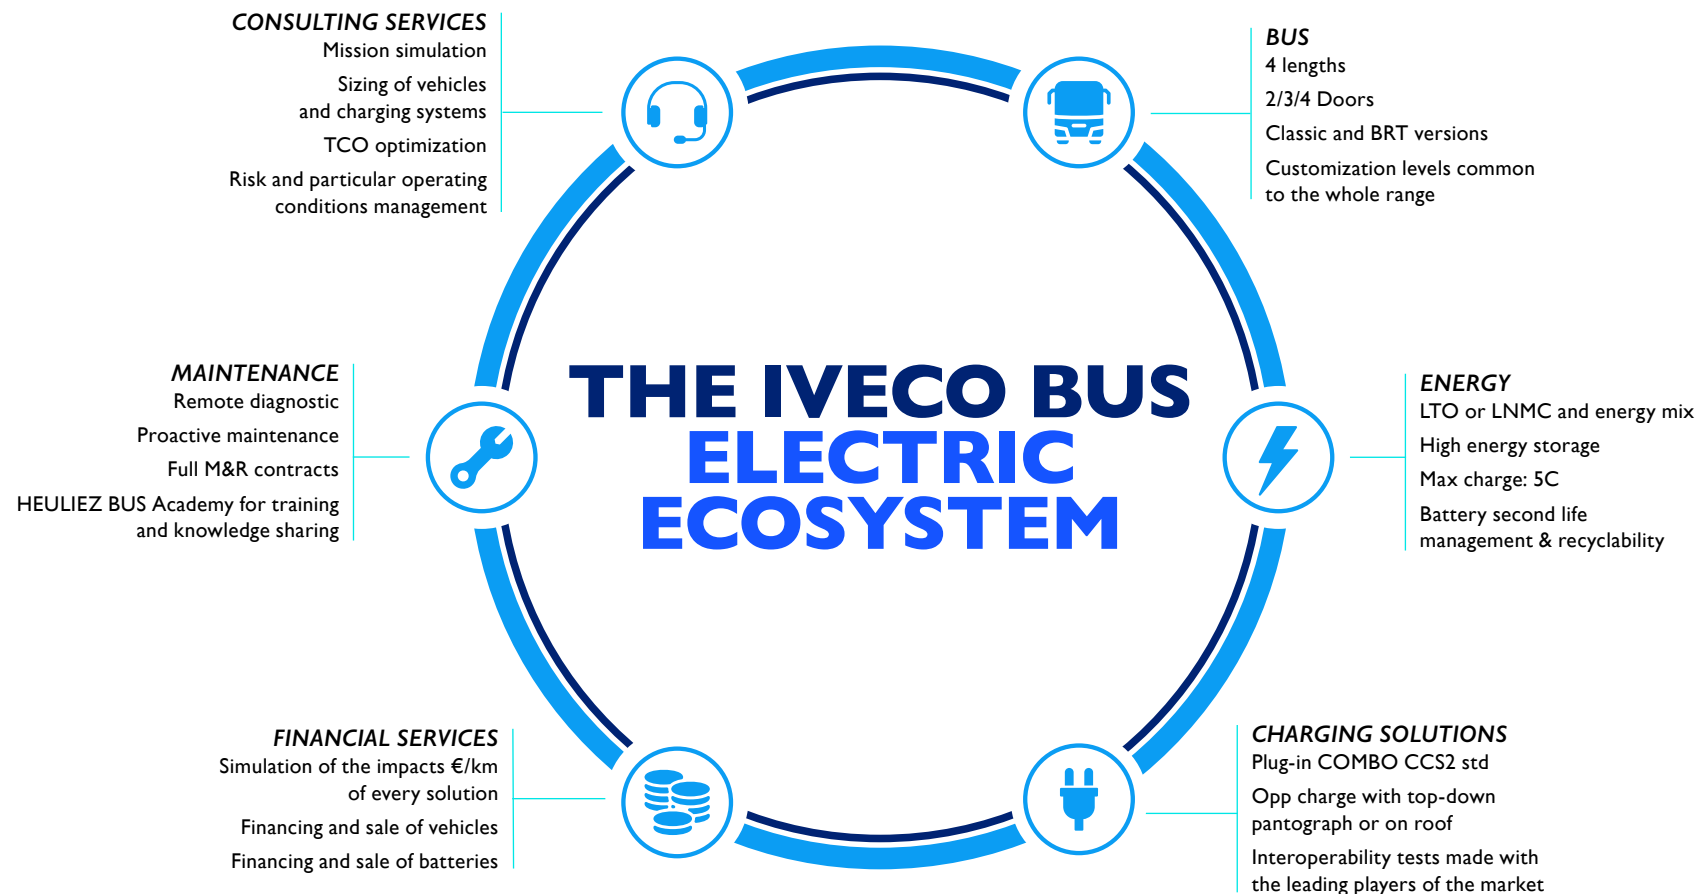 CONSULTING SERVICES
Mission simulation
Sizing of vehicles
and charging systems
TCO optimization
Risk and particular operating
conditions management
BUS
4 lengths
2/3/4 Doors
Classic and BRT versions
Customization levels common
to the whole range
MAINTENANCE
Remote diagnostic
Proactive maintenance
Full M&R contracts
HEULIEZ BUS Academy for training
and knowledge sharing
THE IVECO BUS
ELECTRIC
ECOSYSTEM
ENERGY
LTO or LNMC and energy mix
High energy storage
Max charge: 5C
Battery second life
management & recyclability
FINANCIAL SERVICES
Simulation of the impacts €/km
of every solution
Financing and sale of vehicles
Financing and sale of batteries
CHARGING SOLUTIONS
Plug-in COMBO CCS2 std
Opp charge with top-down
pantograph or on roof
Interoperability tests made with
the leading players of the market